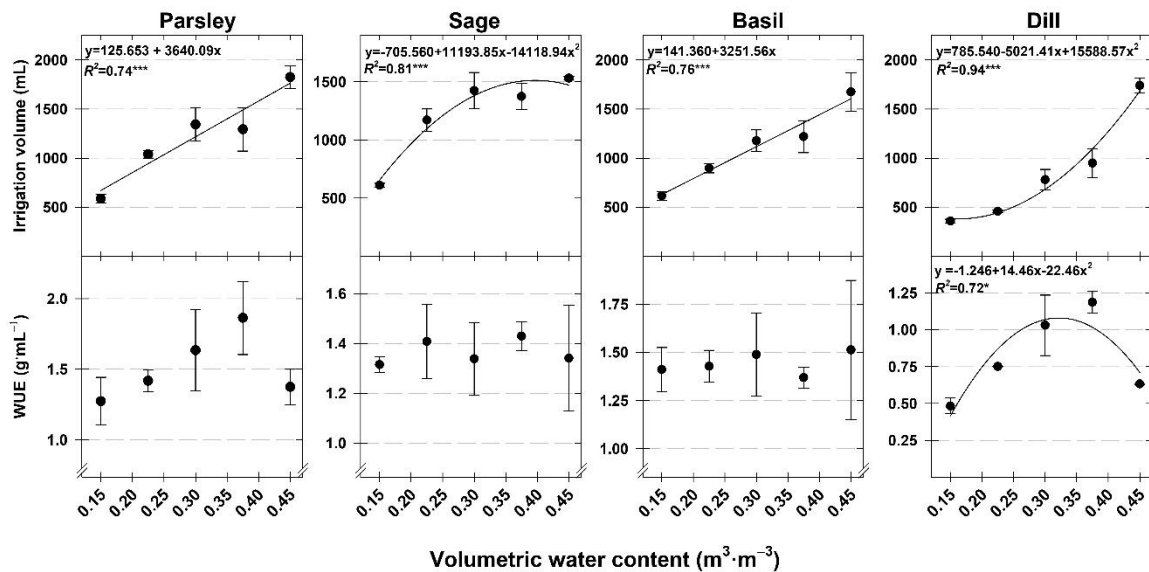 Parsley
Sage
Basil
Dill
Irrigation volume (mL)
2000
1500
1000
500
y=125.653 + 3640.09x
R²=0.74***
1500
1000
500
y=-705.560+11193.85x-14118.94x²
R²=0.81***
2000
1500
1000
500
y=141.360+3251.56x
R²=0.76***
2000
1500
1000
500
y=785.540-5021.41x+15588.57x²
R²=0.94***
WUE (g·mL⁻¹)
2.0
1.5
1.0
1.6
1.4
1.2
1.0
1.75
1.50
1.25
1.00
1.25
1.00
0.75
0.50
0.25
y =-1.246+14.46x-22.46x²
R²=0.72*
0.15 0.20 0.25 0.30 0.35 0.40 0.45
0.15 0.20 0.25 0.30 0.35 0.40 0.45
0.15 0.20 0.25 0.30 0.35 0.40 0.45
0.15 0.20 0.25 0.30 0.35 0.40 0.45
Volumetric water content (m³·m⁻³)